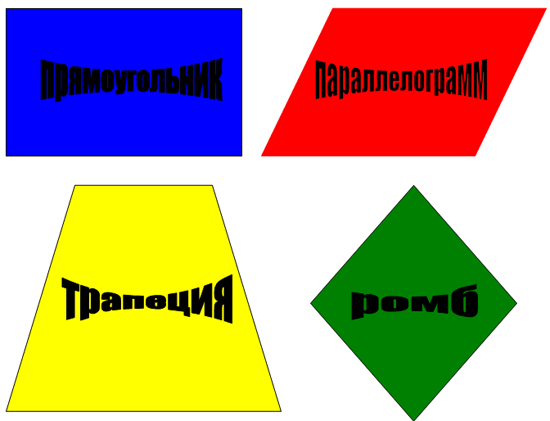 прямоугольник
параллелограмм
трапеция
ромб